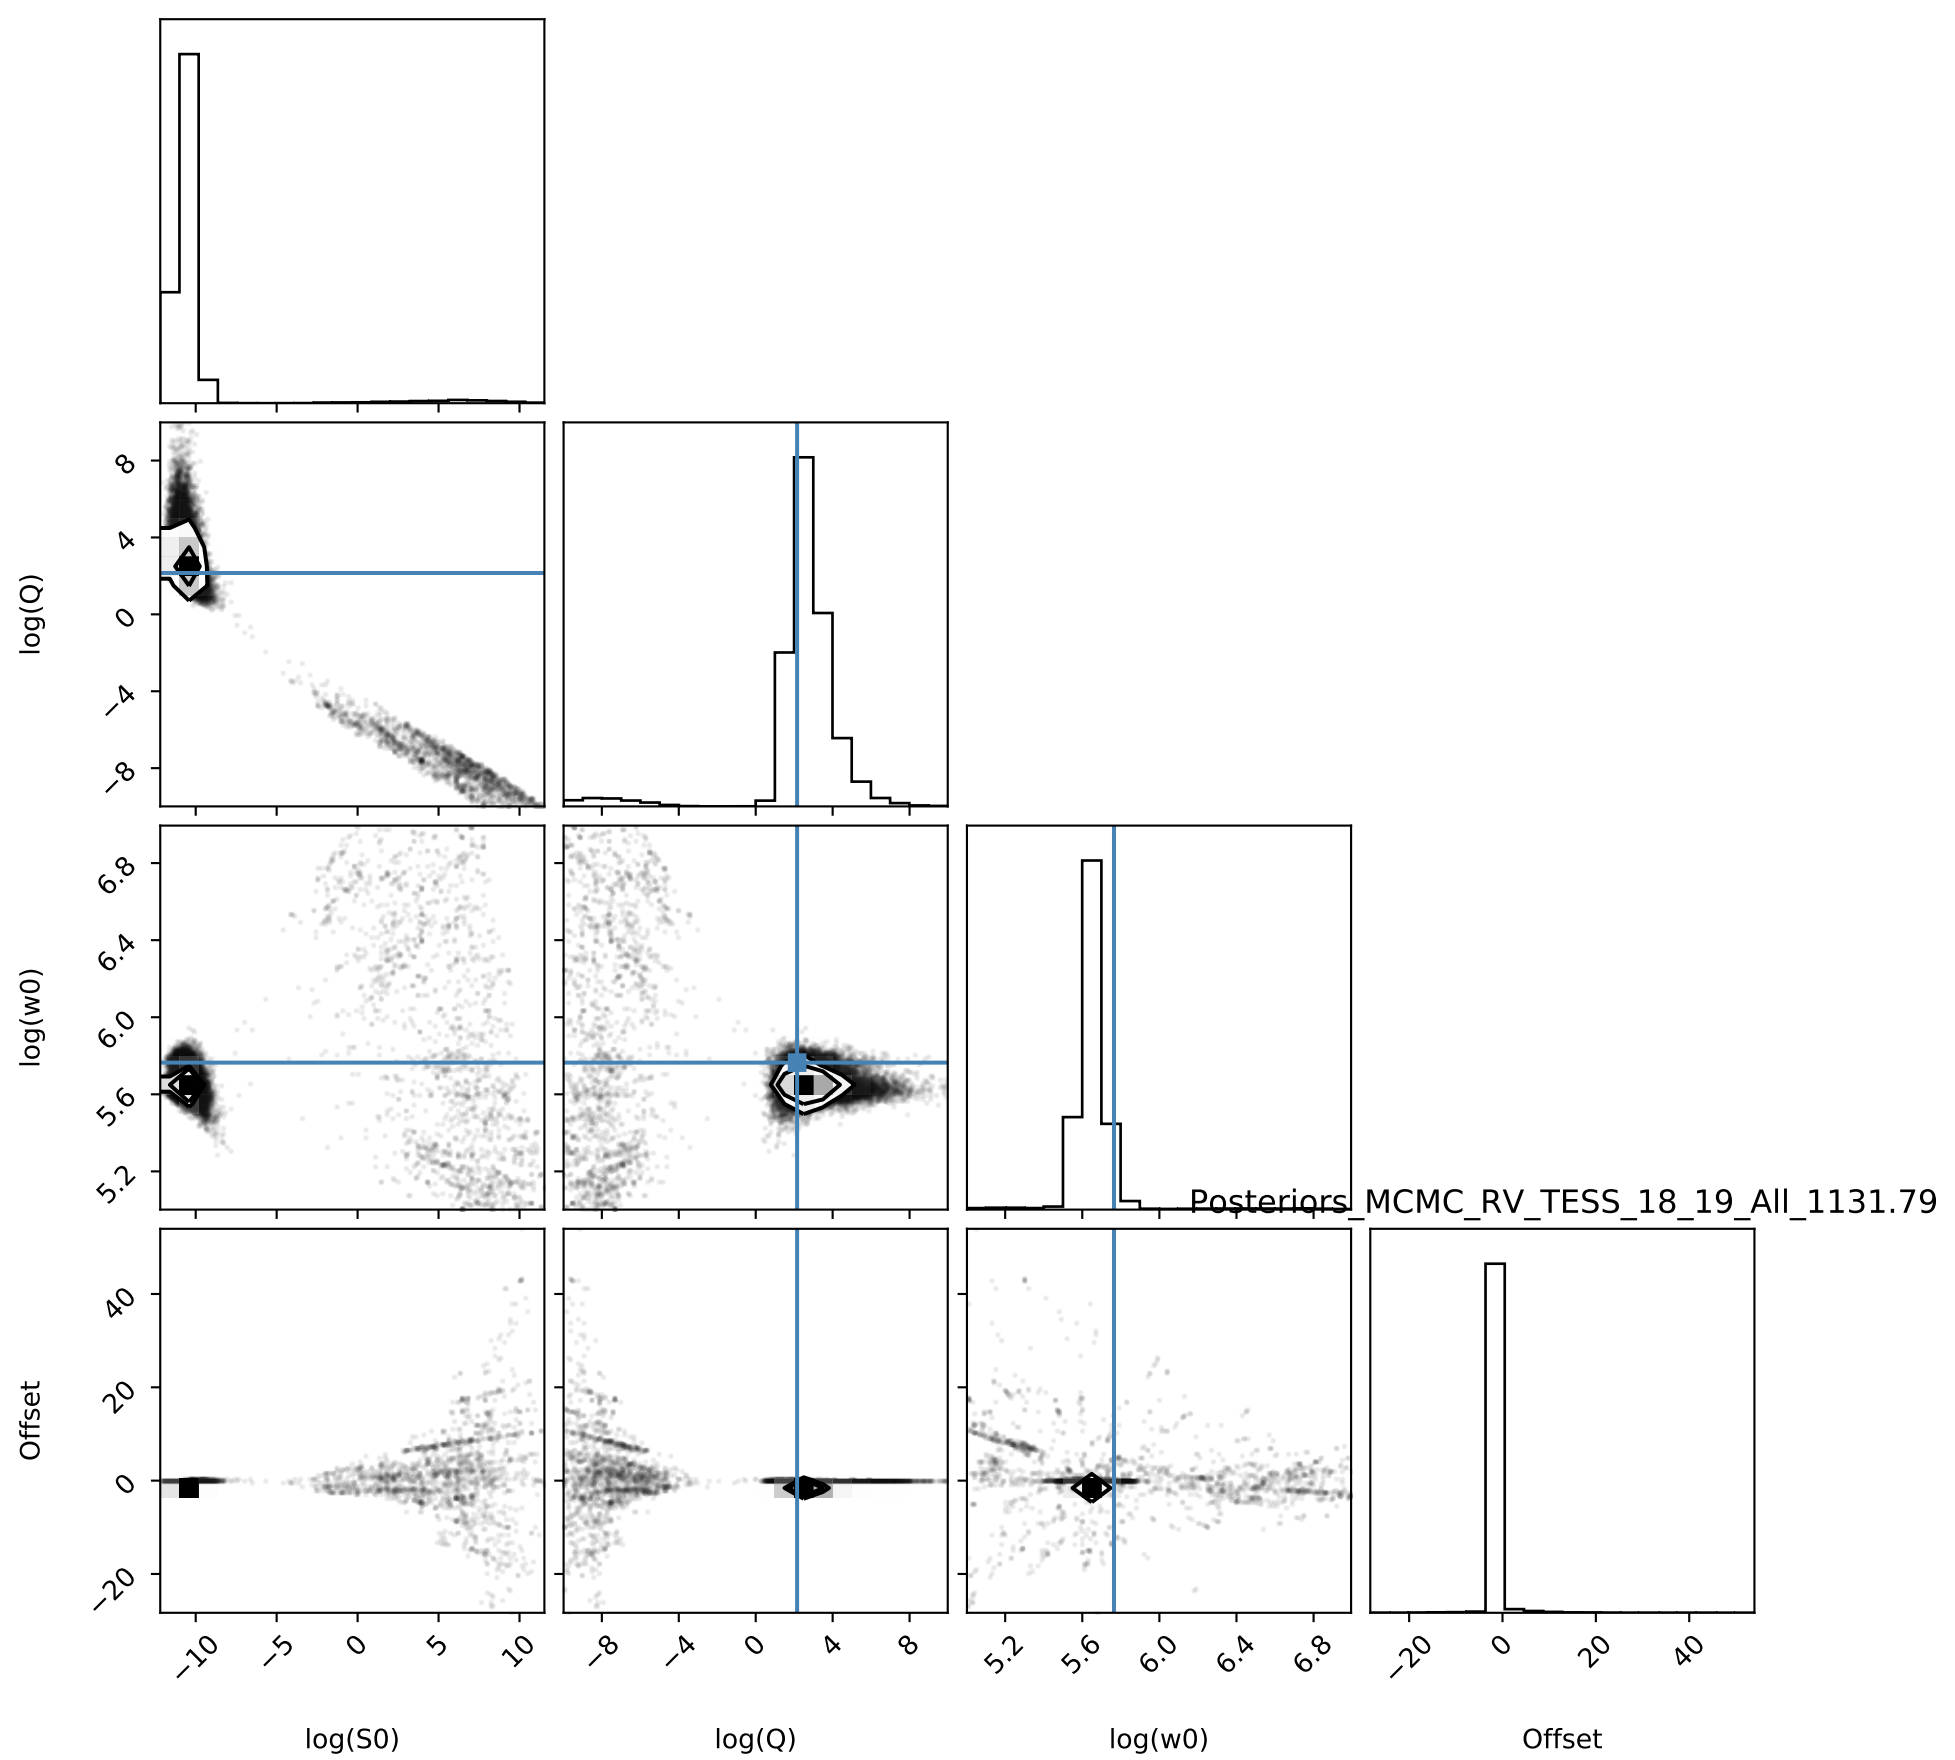 8
4
0
−4
−8
log(Q)
6.8
6.4
6.0
5.6
5.2
log(w0)
Posteriors_MCMC_RV_TESS_18_19_All_1131.79
40
20
0
−20
Offset
−10 −5 0 5 10 −8 −4 0 4 8 5.2 5.6 6.0 6.4 6.8 −20 0 20 40
log(S0) log(Q) log(w0) Offset